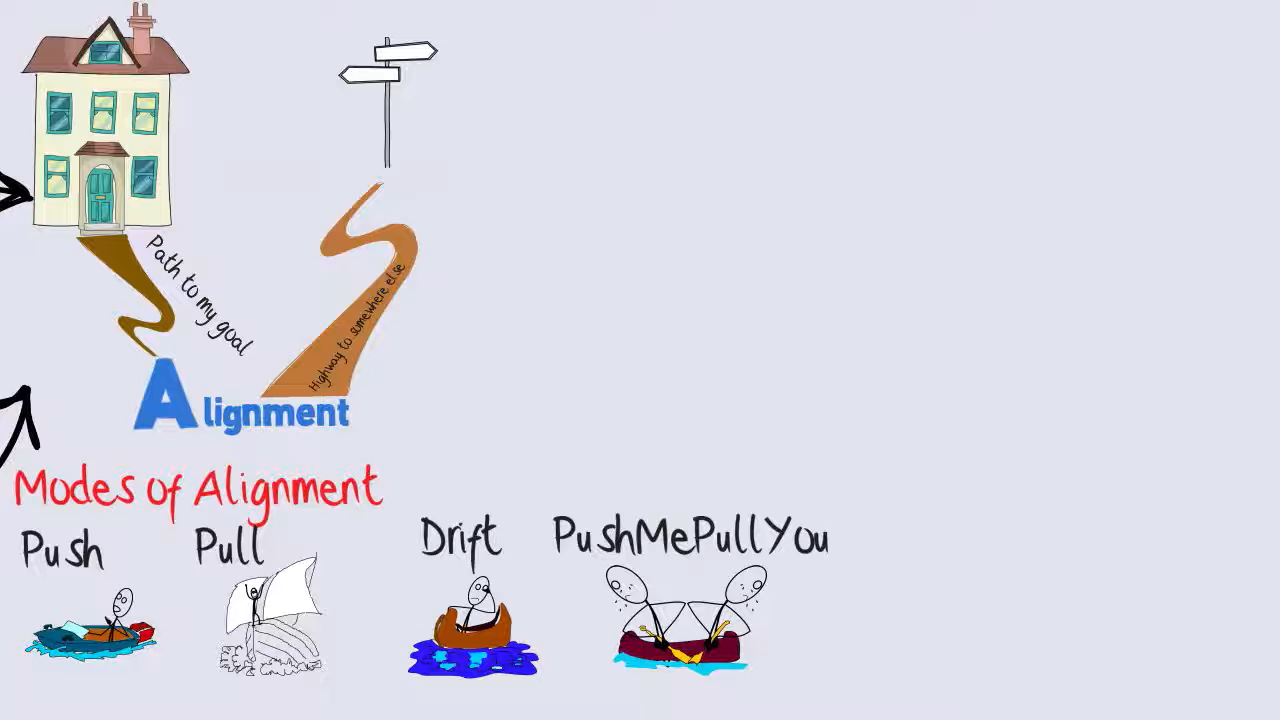 Path to my goal
Highway to somewhere else
Alignment
Modes of Alignment
Push
Pull
Drift
PushMePullYou